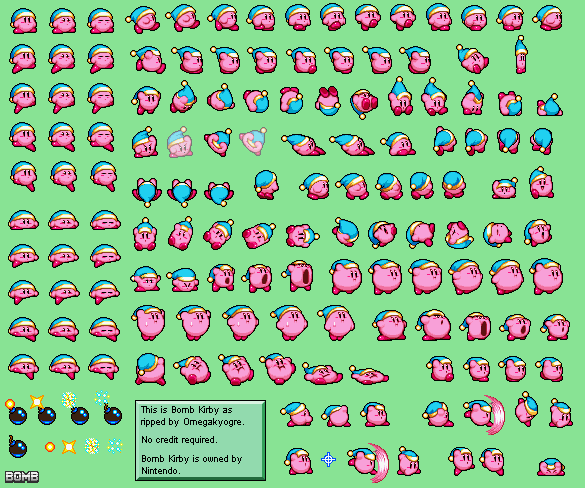 This is Bomb Kirby as
ripped by Omegakyogre.
No credit required.
Bomb Kirby is owned by
Nintendo.
BOMB